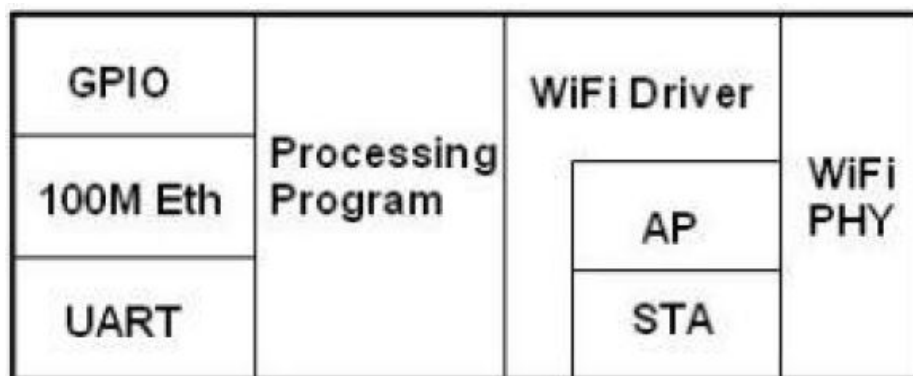 GPIO
100M Eth
UART
Processing
Program
WiFi Driver
AP
STA
WiFi
PHY